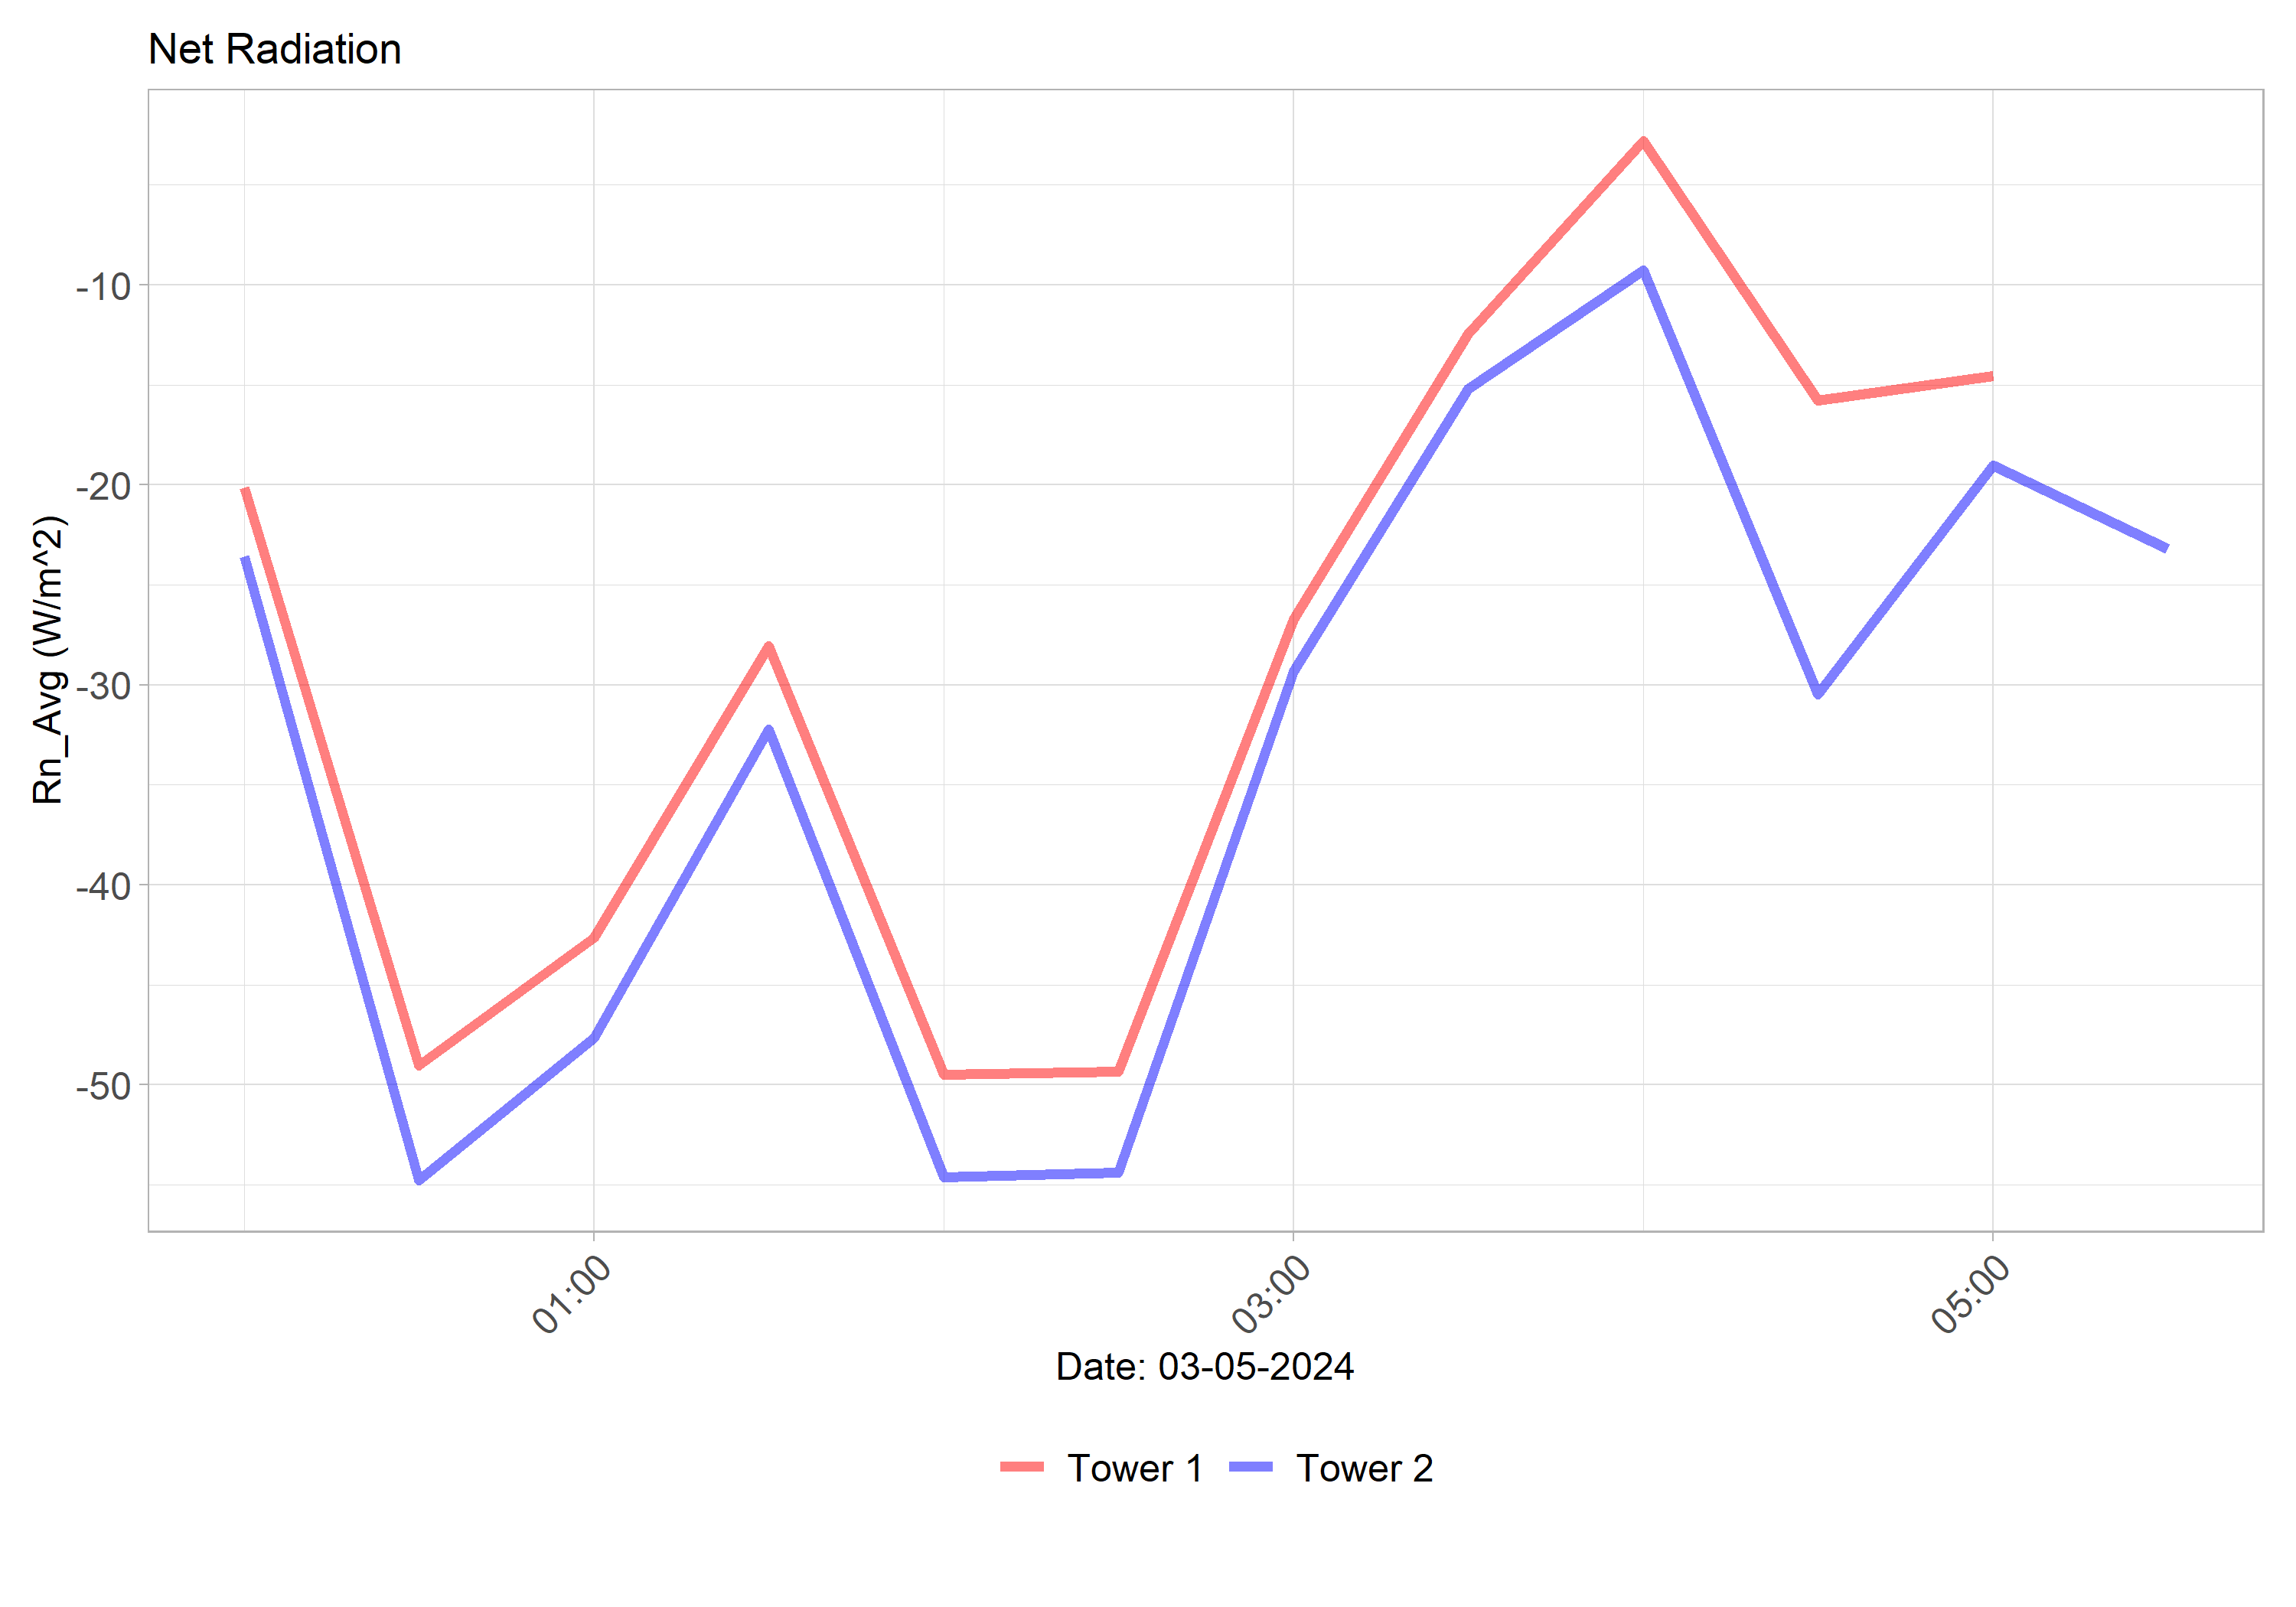 Net Radiation
Rn_Avg (W/m^2)
-10
-20
-30
-40
-50
01:00
03:00
05:00
Date: 03-05-2024
Tower 1
Tower 2